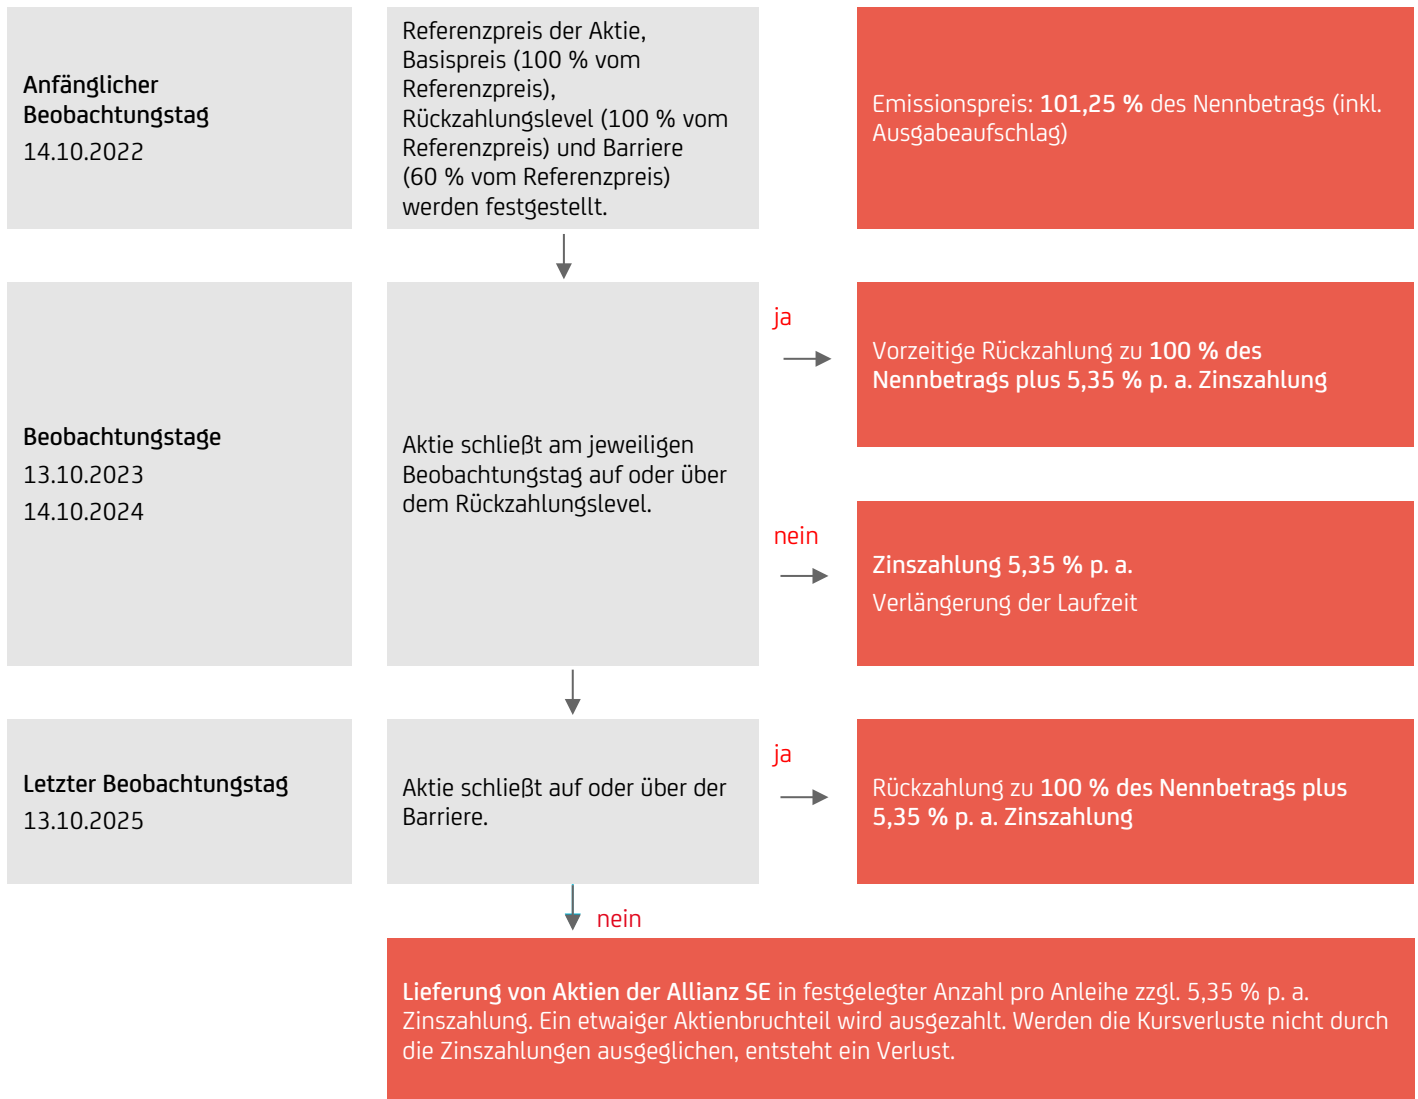 Anfänglicher
Beobachtungstag
14.10.2022
Referenzpreis der Aktie,
Basispreis (100 % vom
Referenzpreis),
Rückzahlungslevel (100 % vom
Referenzpreis) und Barriere
(60 % vom Referenzpreis)
werden festgestellt.
Emissionspreis: 101,25 % des Nennbetrags (inkl.
Ausgabeaufschlag)
Beobachtungstage
13.10.2023
14.10.2024
Aktie schließt am jeweiligen
Beobachtungstag auf oder über
dem Rückzahlungslevel.
ja
Vorzeitige Rückzahlung zu 100 % des
Nennbetrags plus 5,35 % p. a. Zinszahlung
nein
Zinszahlung 5,35 % p. a.
Verlängerung der Laufzeit
Letzter Beobachtungstag
13.10.2025
Aktie schließt auf oder über der
Barriere.
ja
Rückzahlung zu 100 % des Nennbetrags plus
5,35 % p. a. Zinszahlung
nein
Lieferung von Aktien der Allianz SE in festgelegter Anzahl pro Anleihe zzgl. 5,35 % p. a.
Zinszahlung. Ein etwaiger Aktienbruchteil wird ausgezahlt. Werden die Kursverluste nicht durch
die Zinszahlungen ausgeglichen, entsteht ein Verlust.